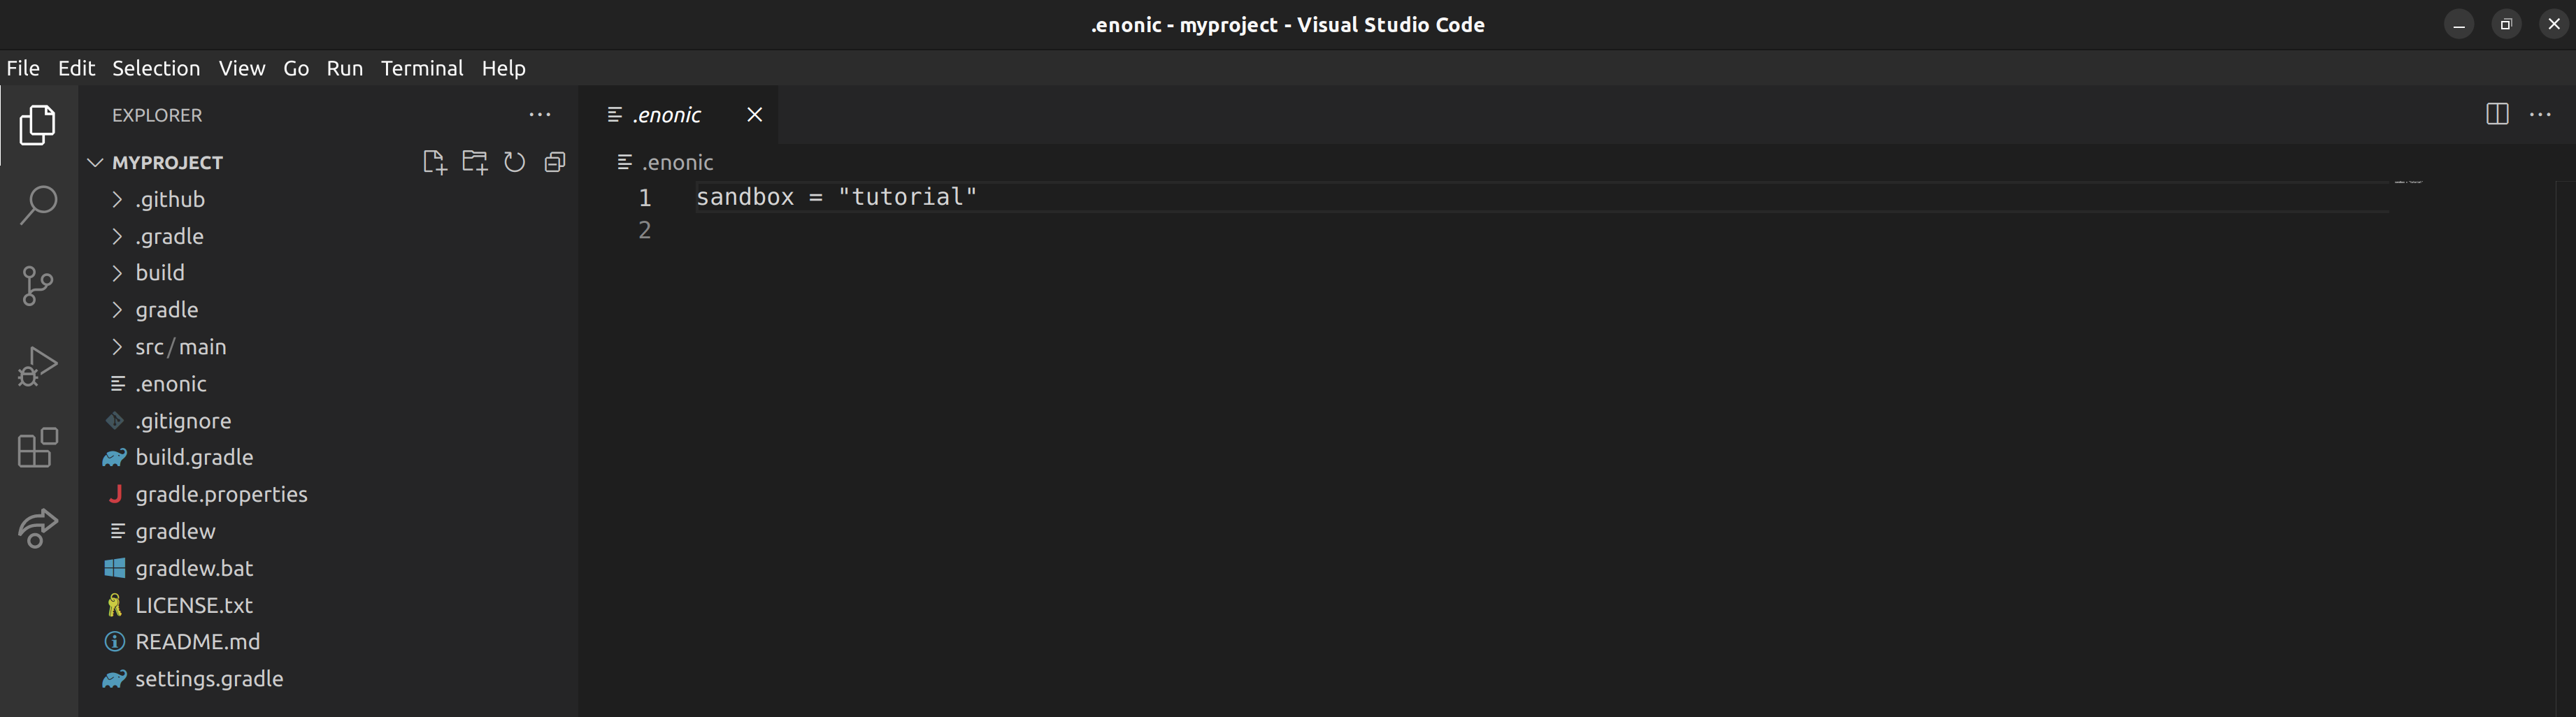 .enonic - myproject - Visual Studio Code
File Edit Selection View Go Run Terminal Help
EXPLORER
MYPROJECT
.github
.gradle
build
gradle
src/main
.enonic
.gitignore
build.gradle
gradle.properties
gradlew
gradlew.bat
LICENSE.txt
README.md
settings.gradle
.enonic
.enonic
1 sandbox = "tutorial"
2